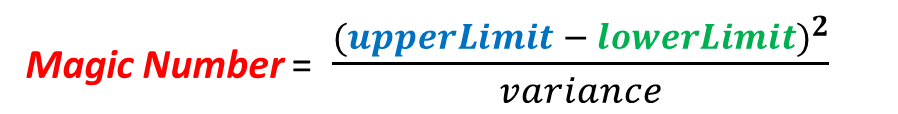 Magic Number = (upperLimit − lowerLimit)²
variance